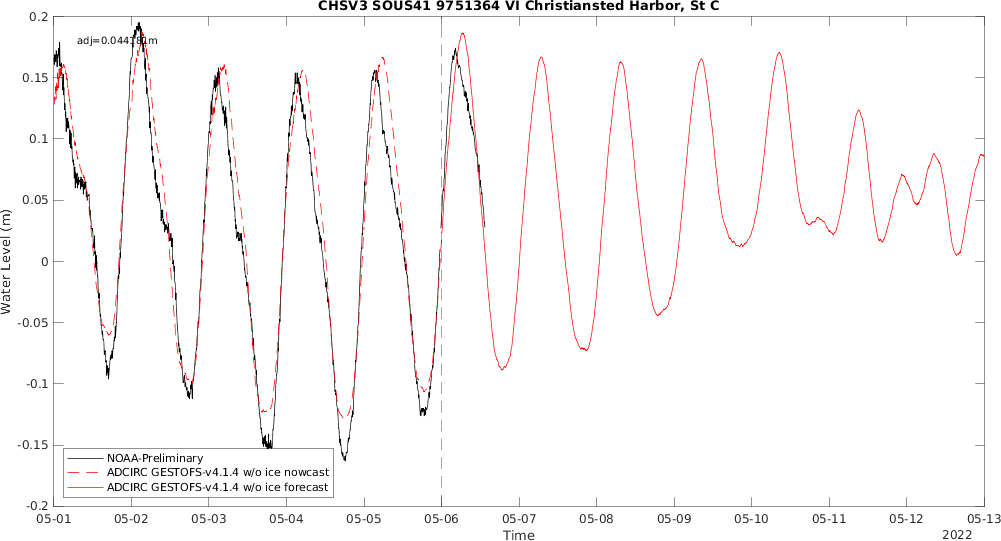 CHSV3 SOUS41 9751364 VI Christiansted Harbor, St C
0.2
0.15
0.1
0.05
0
-0.05
-0.1
-0.15
-0.2
Water Level (m)
NOAA-Preliminary
ADCIRC GESTOFS-v4.1.4 w/o ice nowcast
ADCIRC GESTOFS-v4.1.4 w/o ice forecast
05-01 05-02 05-03 05-04 05-05 05-06 05-07 05-08 05-09 05-10 05-11 05-12 05-13
Time
2022